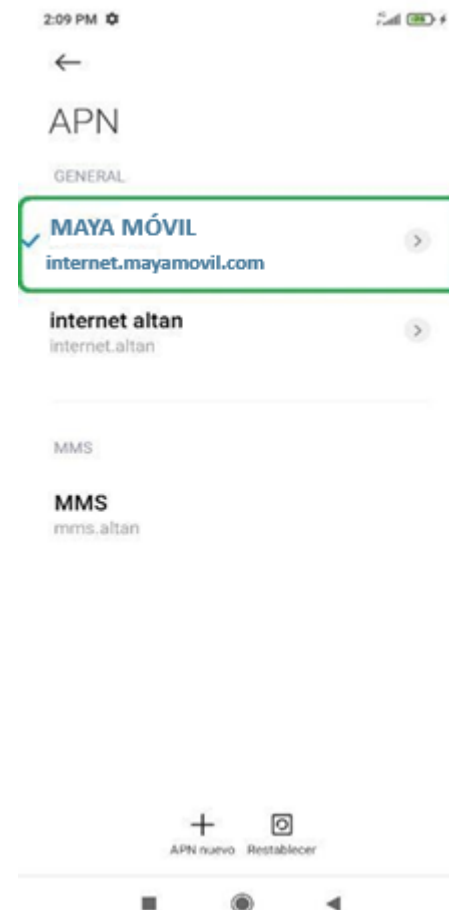 2:09 PM
APN
GENERAL
MAYA MÓVIL
internet.mayamovil.com
internet altan
internet.altan
MMS
MMS
mms.altan
APN nuevo Restablecer